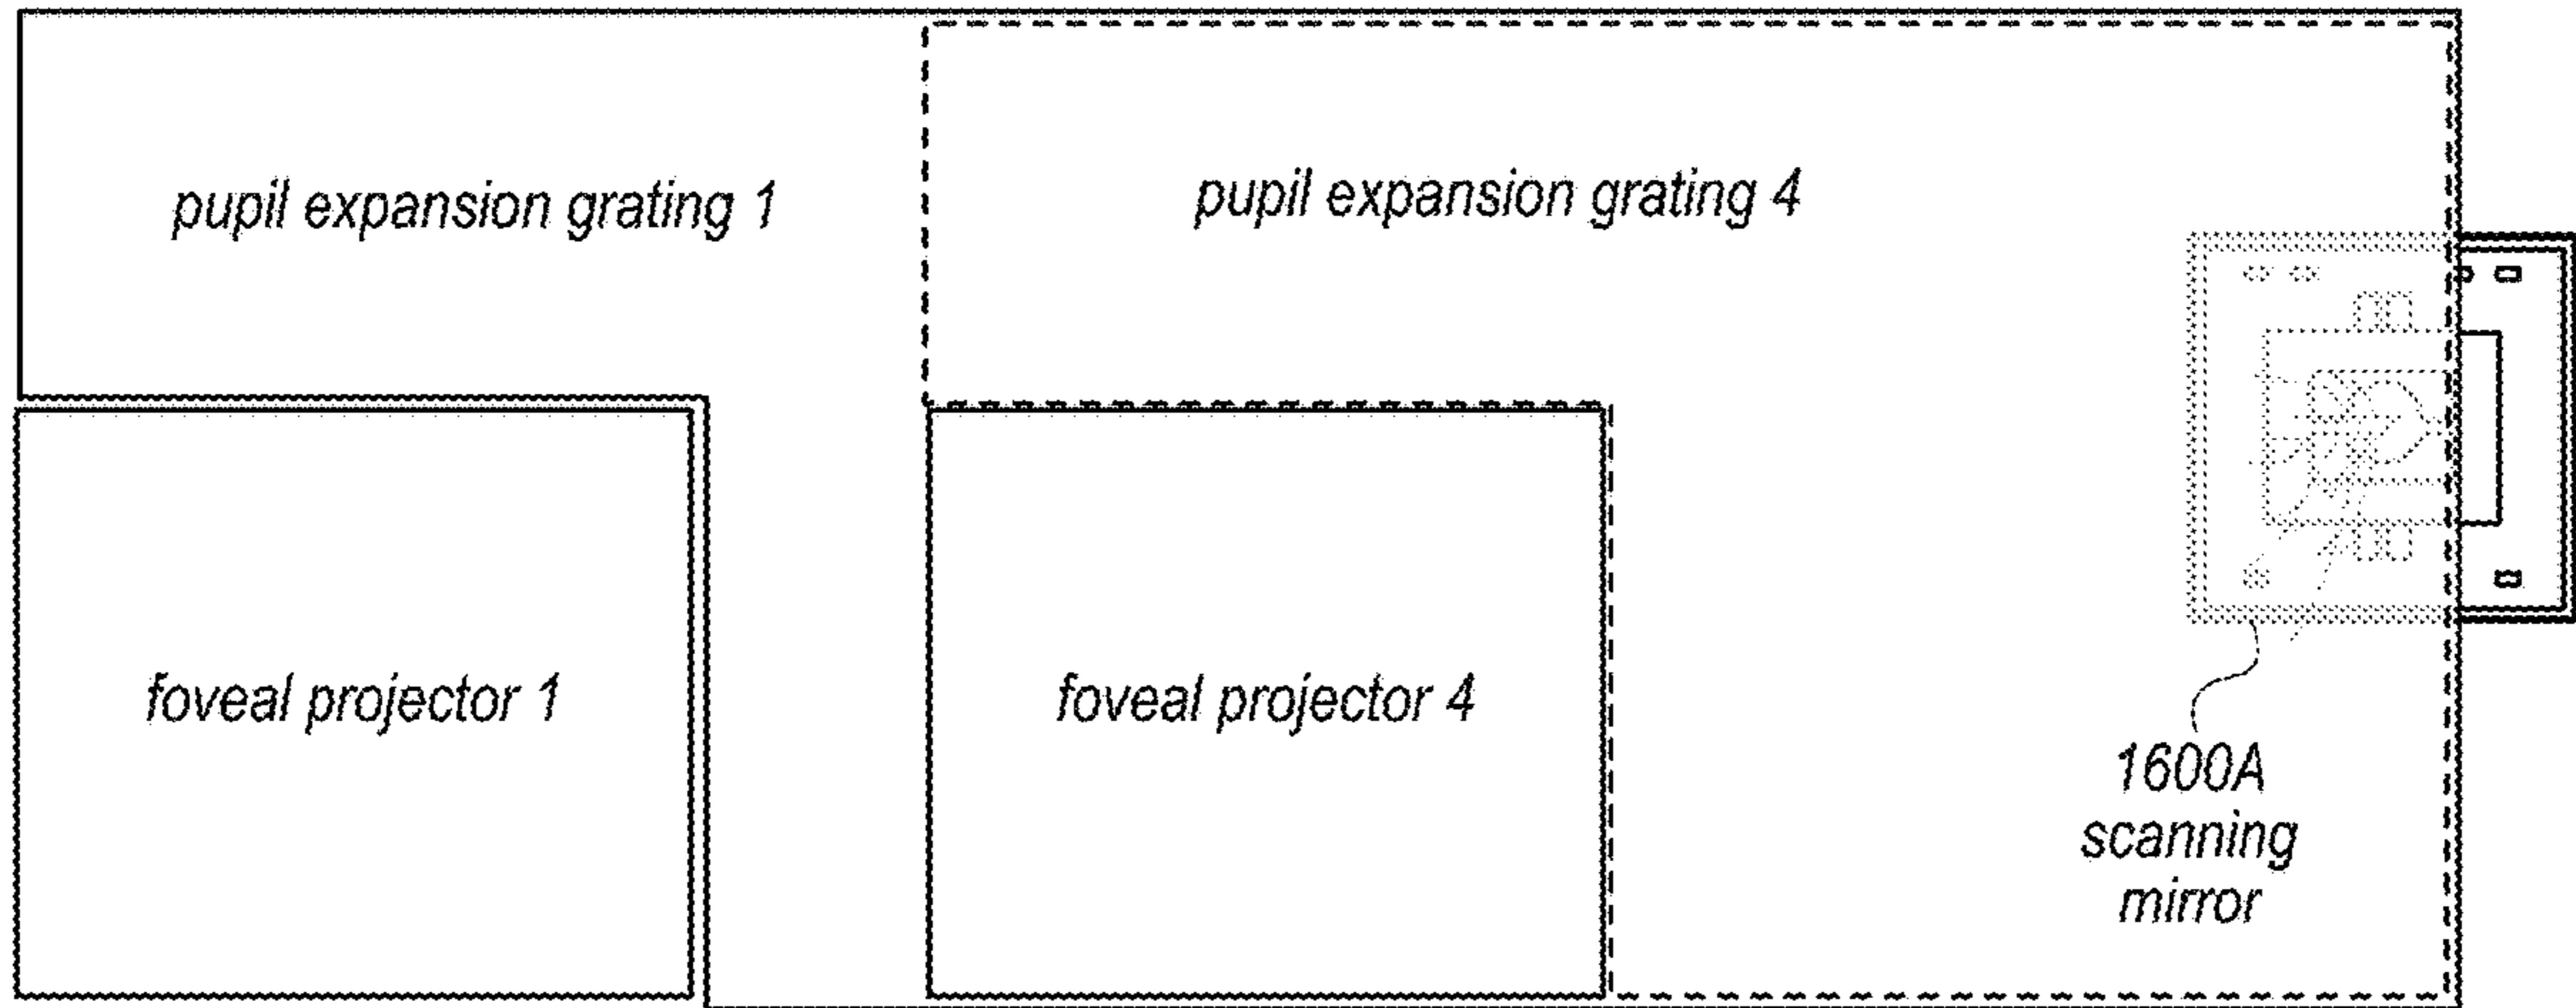 pupil expansion grating 1
pupil expansion grating 4
foveal projector 1
foveal projector 4
1600A
scanning
mirror